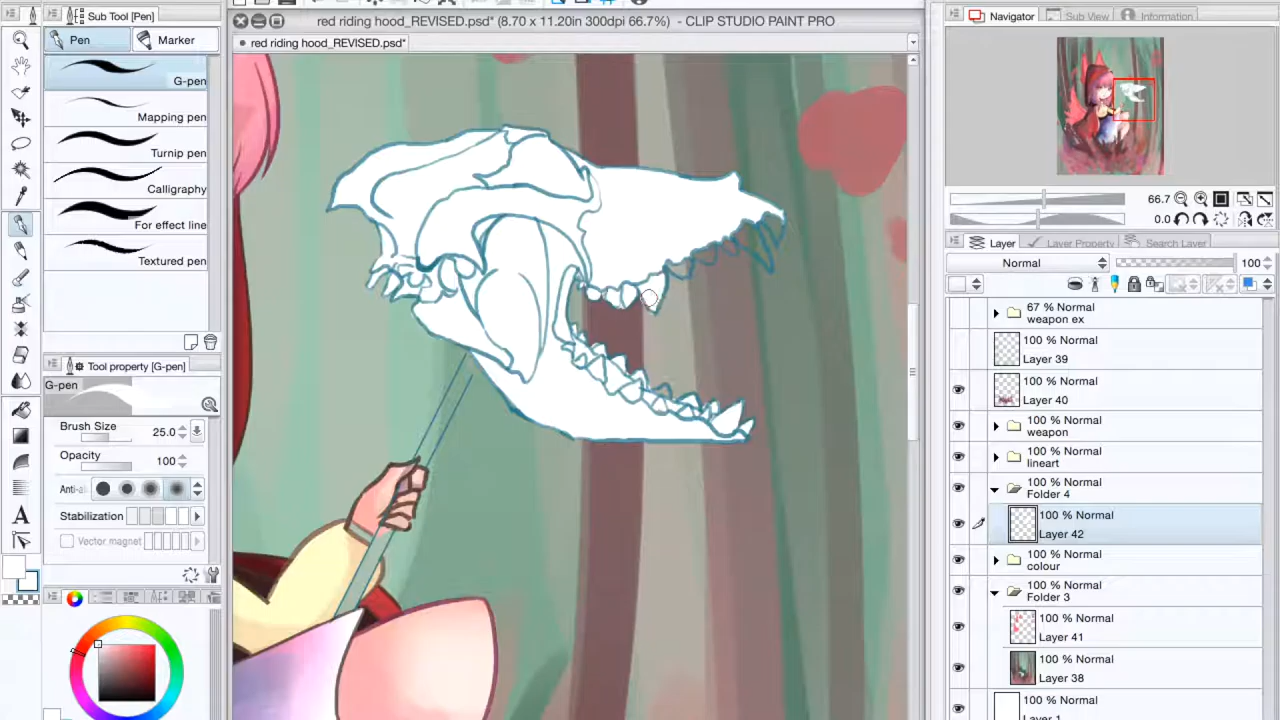 Sub Tool [Pen]
Pen
Marker
G-pen
Mapping pen
Turnip pen
Calligraphy
For effect line
Textured pen
Tool property [G-pen]
G-pen
Brush Size 25.0
Opacity 100
Anti-
Stabilization
Vector magnet
red riding hood_REVISED.psd* (8.70 x 11.20in 300dpi 66.7%) - CLIP STUDIO PAINT PRO
red riding hood_REVISED.psd*
Navigator
Sub View
Information
66.7
0.0
Layer
Layer Property
Search Layer
Normal 100
67 % Normal
weapon ex
100 % Normal
Layer 39
100 % Normal
Layer 40
100 % Normal
weapon
100 % Normal
lineart
100 % Normal
Folder 4
100 % Normal
Layer 42
100 % Normal
colour
100 % Normal
Folder 3
100 % Normal
Layer 41
100 % Normal
Layer 38
100 % Normal
Layer 1